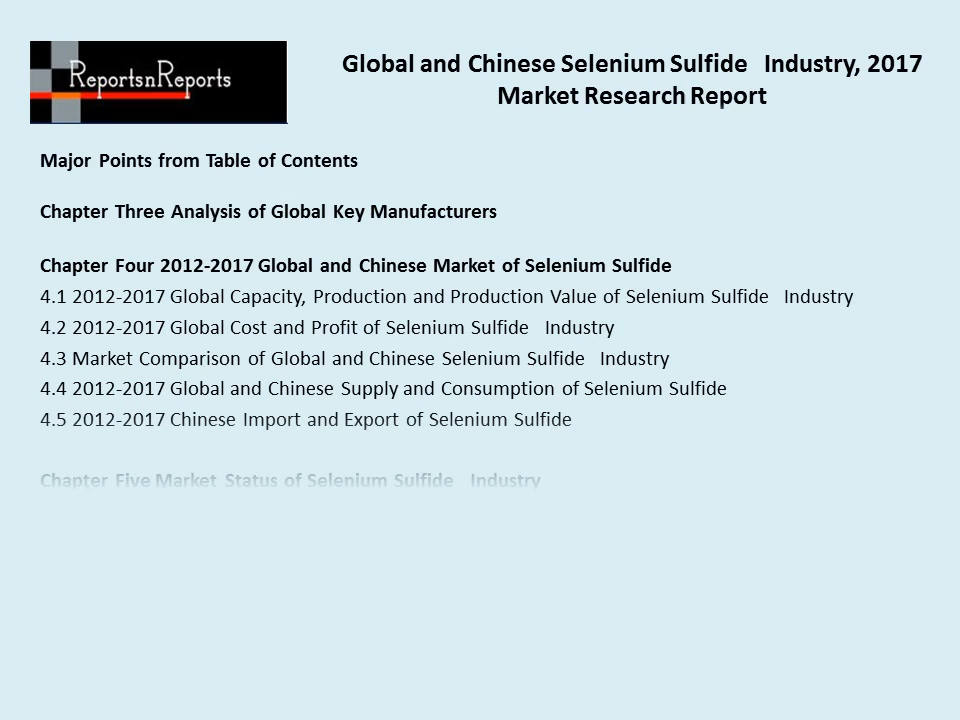 ReportsnReports
Global and Chinese Selenium Sulfide Industry, 2017
Market Research Report
Major Points from Table of Contents
Chapter Three Analysis of Global Key Manufacturers
Chapter Four 2012-2017 Global and Chinese Market of Selenium Sulfide
4.1 2012-2017 Global Capacity, Production and Production Value of Selenium Sulfide Industry
4.2 2012-2017 Global Cost and Profit of Selenium Sulfide Industry
4.3 Market Comparison of Global and Chinese Selenium Sulfide Industry
4.4 2012-2017 Global and Chinese Supply and Consumption of Selenium Sulfide
4.5 2012-2017 Chinese Import and Export of Selenium Sulfide
Chapter Five Market Status of Selenium Sulfide Industry